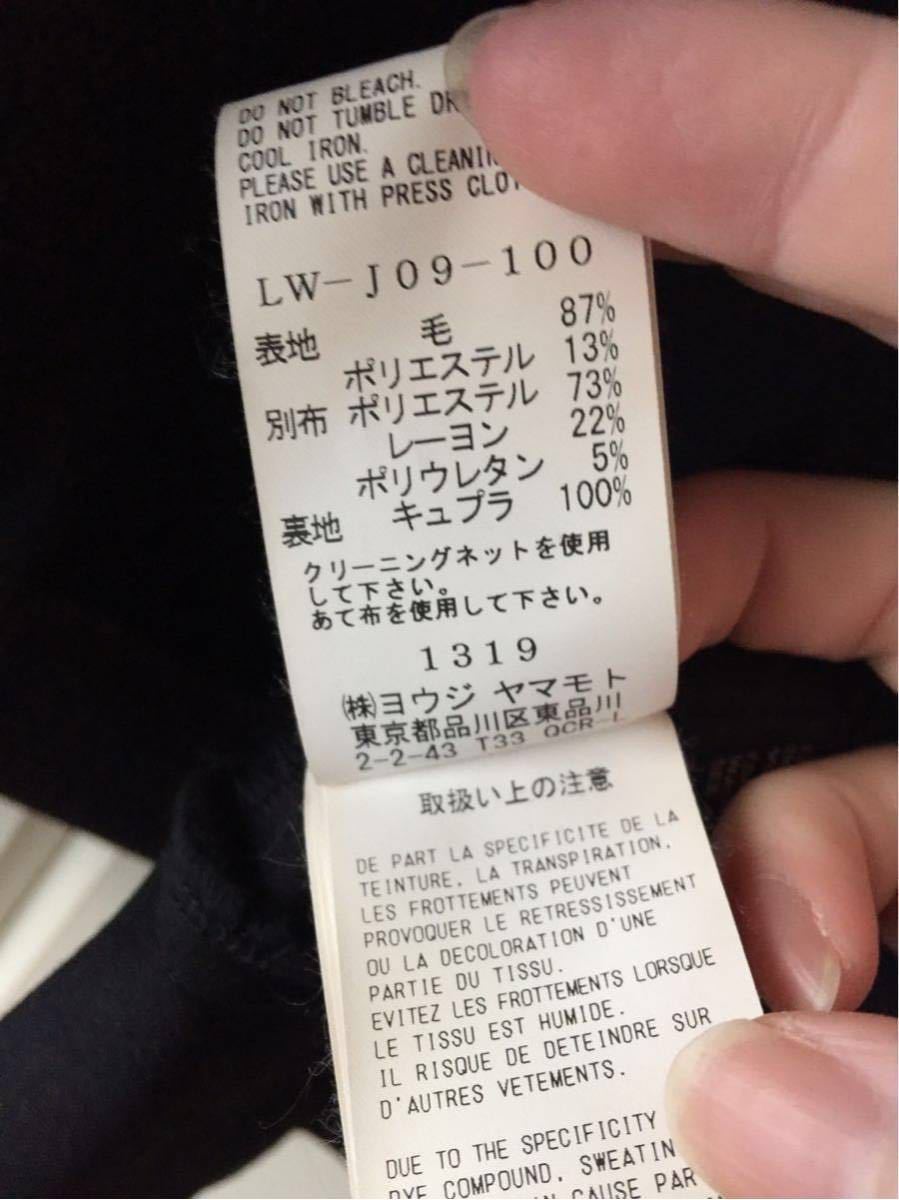 DO NOT BLEACH.
DO NOT TUMBLE
COOL IRON.
PLEASE USE A
IRON WITH PRESS
LW-J09-100
表地 毛 87%
ポリエステル 13%
別布 ポリエステル 73%
レーヨン 22%
ポリウレタン 5%
裏地 キュプラ 100%
クリーニングネットを使用
して下さい。
あて布を使用して下さい。
1319
㈱ヨウジ ヤマモト
東京都品川区東品川
2-2-43 T33 OCR-L
取扱い上の注意
DE PART LA SPECIFICITE DE LA
TEINTURE, LA TRANSPIRATION,
LES FROTTEMENTS PEUVENT
PROVOQUER LE RETRESSISSEMENT
OU LA DECOLORATION D'UNE
PARTIE DU TISSU.
EVITEZ LES FROTTEMENTS LORSQUE
LE TISSU EST HUMIDE.
IL RISQUE DE DETEINDRE SUR
D'AUTRES VETEMENTS.
DUE TO THE SPECIFICITY
DYE COMPOUND, SWEATIN
CAUSE PAR